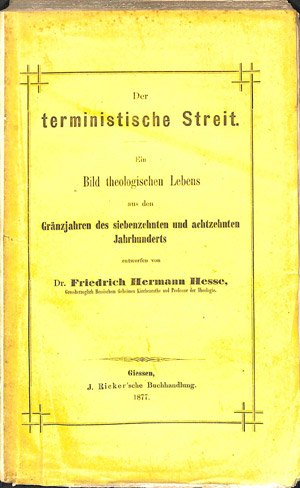 Der
terministische Streit.
Ein
Bild theologischen Lebens
aus den
Gränzjahren des siebenzehnten und achtzehnten
Jahrhunderts
entworfen von
Dr. Friedrich Hermann Hesse,
Grossherzoglich Hessischem Geheimen Kirchenrathe und Professor der Theologie.
Giessen,
J. Ricker'sche Buchhandlung.
1877.